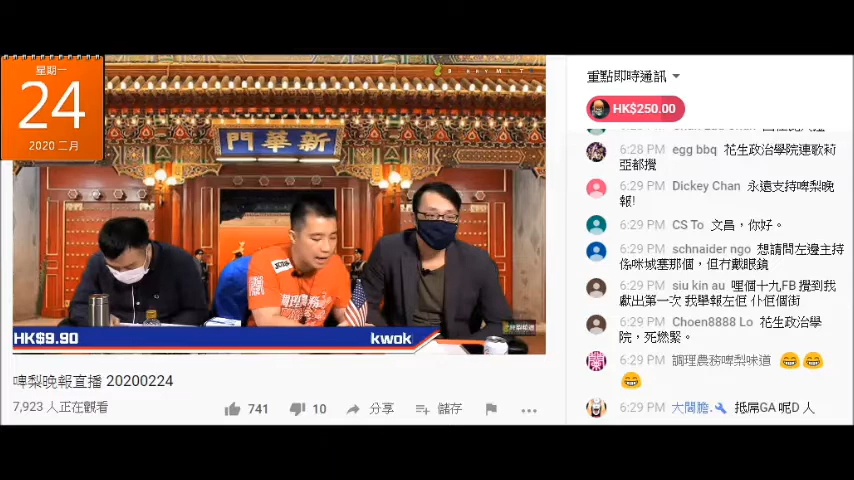 星期一
24
2020 二月
新華門
HK$9.90 kwok
啤梨晚報直播 20200224
7,923 人正在觀看
741 10 分享 儲存
重點即時通訊
HK$250.00
6:28 PM egg bbq 花生政治學院連歌莉
亞都攪
6:29 PM Dickey Chan 永遠支持啤梨晚
報!
6:29 PM CS To 文昌，你好。
6:29 PM schnaider ngo 想請問左邊主持
係咪城塞那個，但冇戴眼鏡
6:29 PM siu kin au 哩個十九FB 攪到我
獻出第一次 我舉報左佢 仆佢個街
6:29 PM Choen8888 Lo 花生政治學
院，死燃緊。
6:29 PM 調理農務啤梨味道 😂😂
😂
6:29 PM 大閪膽. 抵屌GA 呢D 人